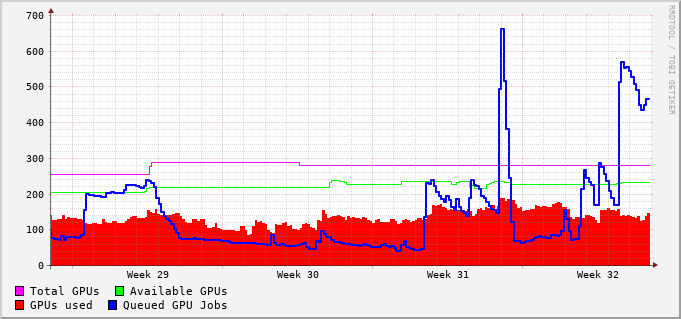 700
600
500
400
300
200
100
0
Week 29 Week 30 Week 31 Week 32
Total GPUs Available GPUs
GPUs used Queued GPU Jobs
RRDTOOL / TOBI OETIKER